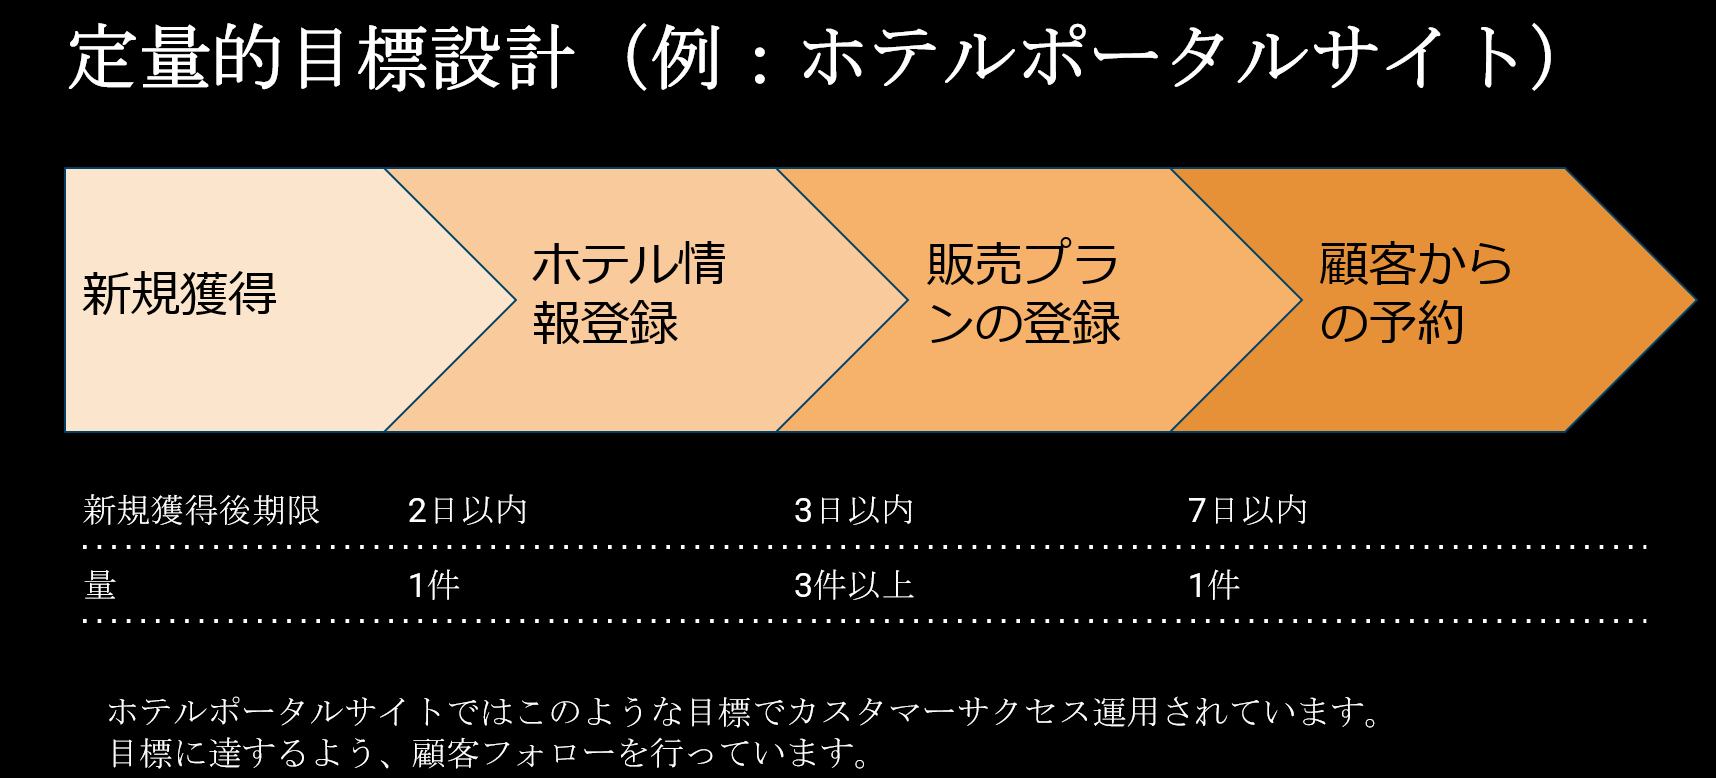 定量的目標設計（例：ホテルポータルサイト）
新規獲得
ホテル情
報登録
販売プラ
ンの登録
顧客から
の予約
新規獲得後期限 2日以内 3日以内 7日以内
量 1件 3件以上 1件
ホテルポータルサイトではこのような目標でカスタマーサクセス運用されています。
目標に達するよう、顧客フォローを行っています。